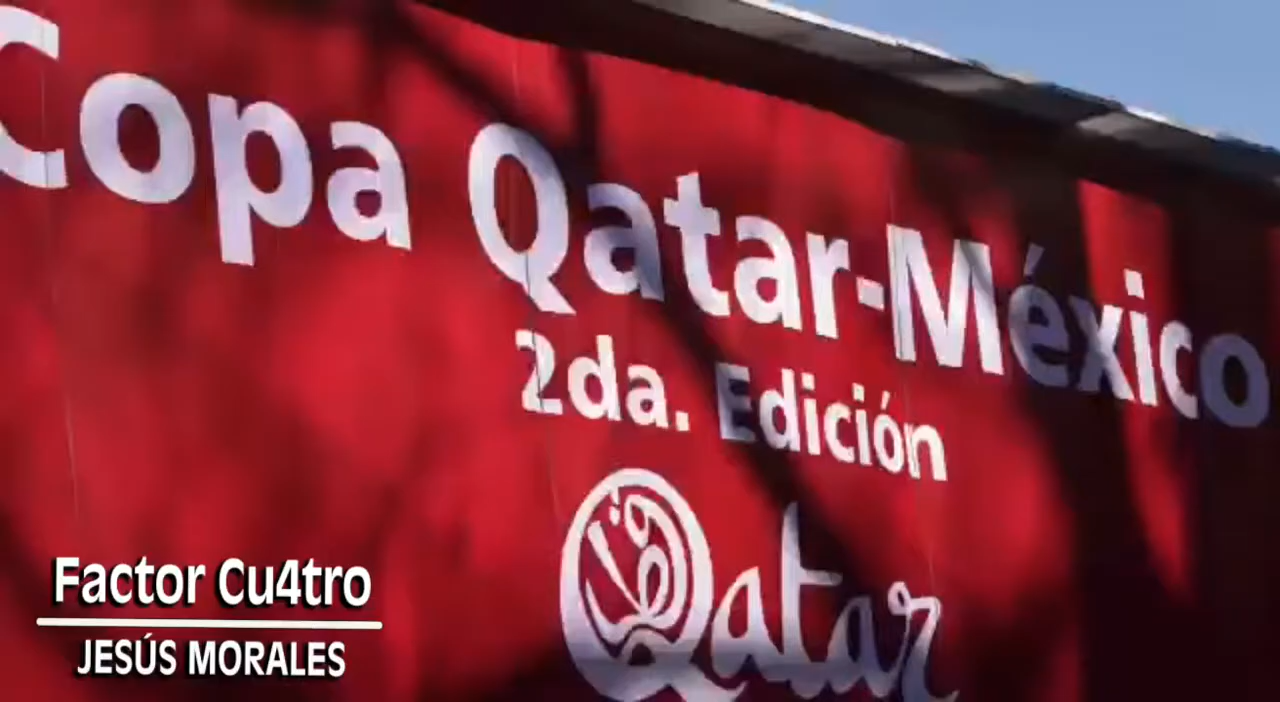 Copa Qatar-México
2da. Edición
Qatar
Factor Cu4tro
JESÚS MORALES